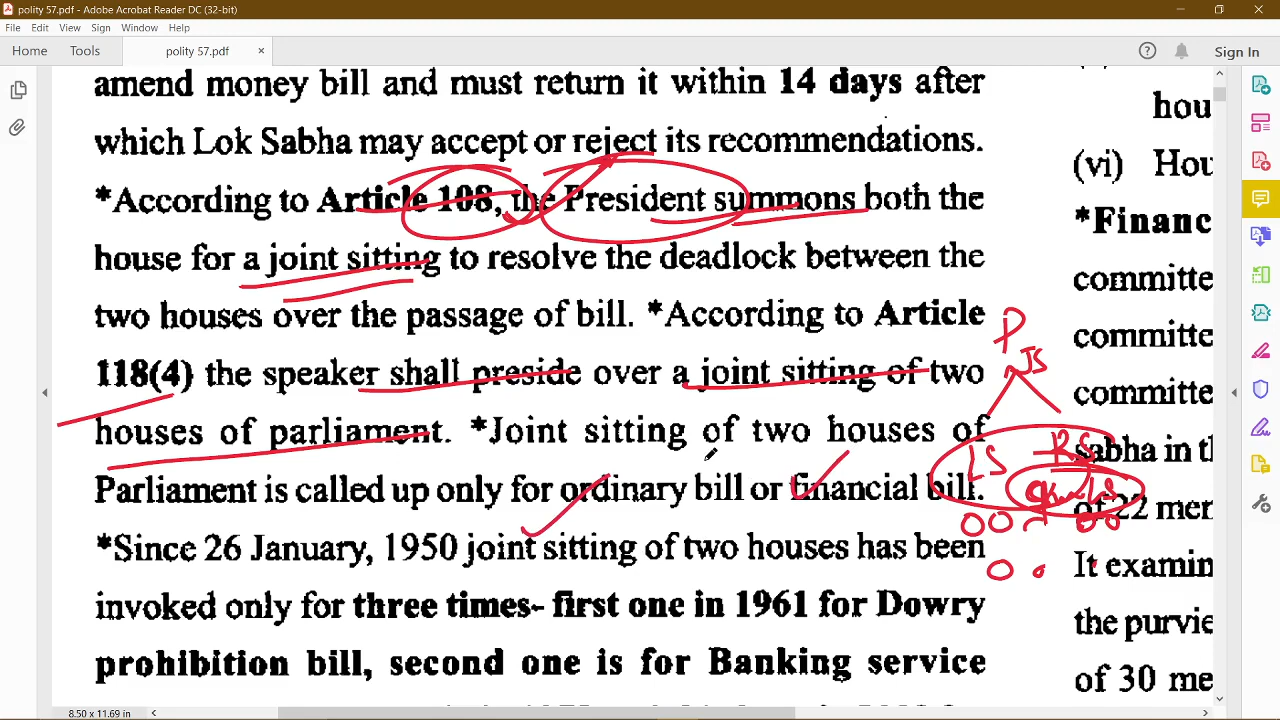 polity 57.pdf - Adobe Acrobat Reader DC (32-bit)
File Edit View Sign Window Help
Home Tools polity 57.pdf × Sign In
amend money bill and must return it within 14 days after
which Lok Sabha may accept or reject its recommendations.
*According to Article 108, the President summons both the
house for a joint sitting to resolve the deadlock between the
two houses over the passage of bill. *According to Article
118(4) the speaker shall preside over a joint sitting of two
houses of parliament. *Joint sitting of two houses of
Parliament is called up only for ordinary bill or financial bill.
*Since 26 January, 1950 joint sitting of two houses has been
invoked only for three times- first one in 1961 for Dowry
prohibition bill, second one is for Banking service
P
JS
LS RS
hou
(vi) Hou
*Financ
committe
committe
committe
sabha in th
of 22 mer
It examin
the purvie
of 30 me
8.50 x 11.69 in